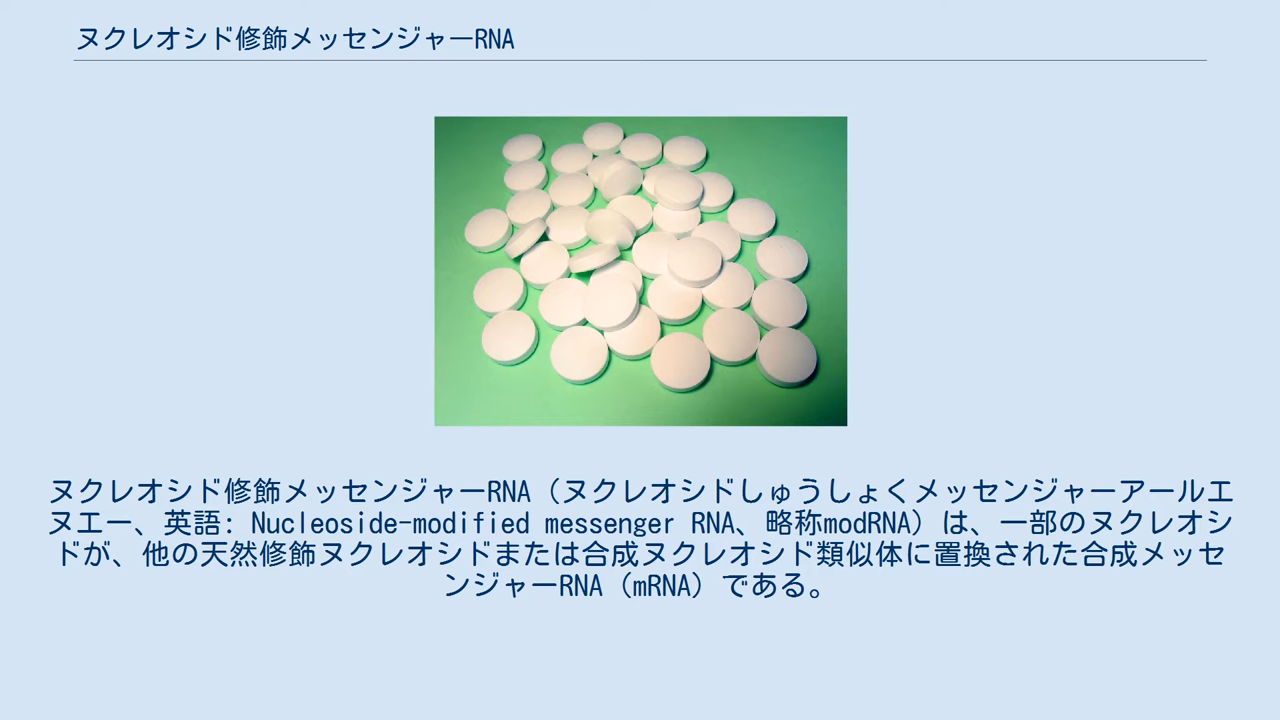 ヌクレオシド修飾メッセンジャーRNA
ヌクレオシド修飾メッセンジャーRNA（ヌクレオシドしゅうしょくメッセンジャーアールエ
ヌエー、英語: Nucleoside-modified messenger RNA、略称modRNA）は、一部のヌクレオシ
ドが、他の天然修飾ヌクレオシドまたは合成ヌクレオシド類似体に置換された合成メッセ
ンジャーRNA（mRNA）である。